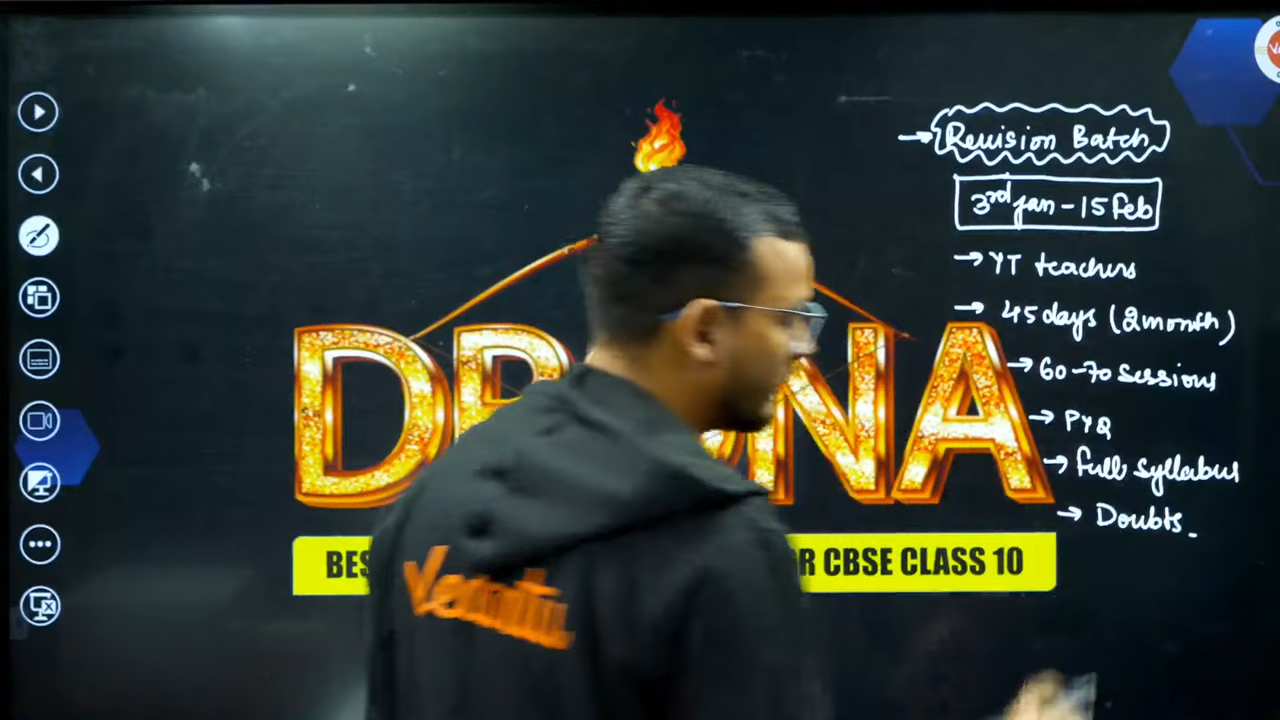 → Revision Batch
3rd Jan - 15 Feb
→ YT teachers
→ 45 days (2 month)
→ 60-70 Sessions
→ PYQ
→ Full Syllabus
→ Doubts.
NA
R CBSE CLASS 10
Vedantu